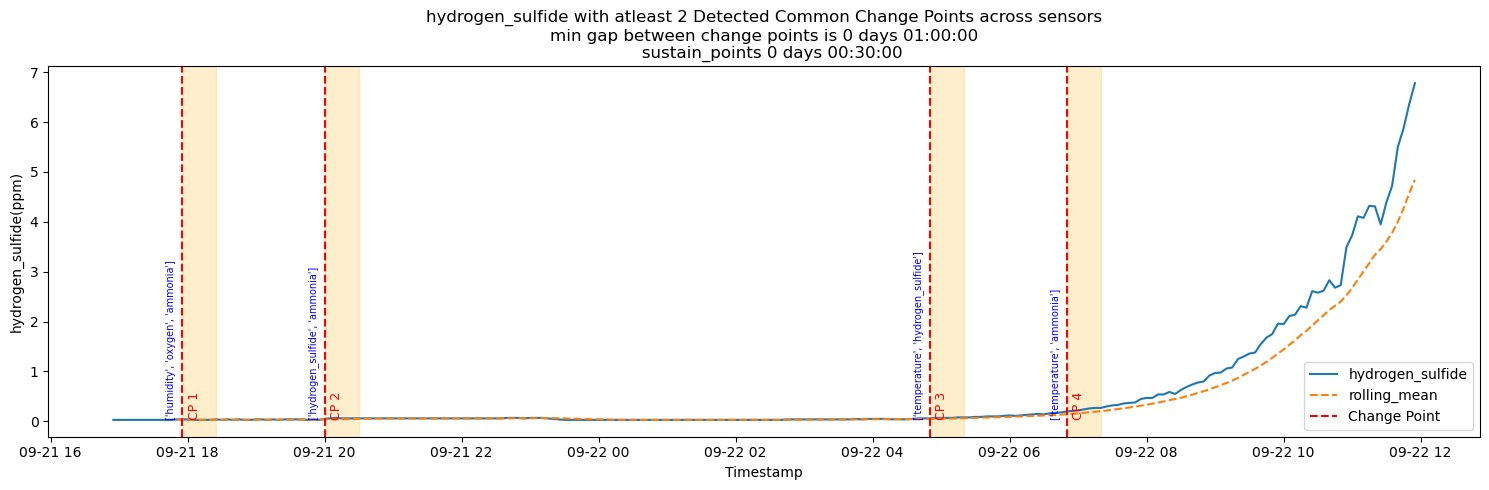 hydrogen_sulfide with atleast 2 Detected Common Change Points across sensors
min gap between change points is 0 days 01:00:00
sustain_points 0 days 00:30:00
hydrogen_sulfide(ppm)
7
6
5
4
3
2
1
0
['humidity', 'oxygen', 'ammonia']
CP 1
['hydrogen_sulfide', 'ammonia']
CP 2
['temperature', 'hydrogen_sulfide']
CP 3
['temperature', 'ammonia']
CP 4
hydrogen_sulfide
rolling_mean
Change Point
09-21 16
09-21 18
09-21 20
09-21 22
09-22 00
09-22 02
09-22 04
09-22 06
09-22 08
09-22 10
09-22 12
Timestamp